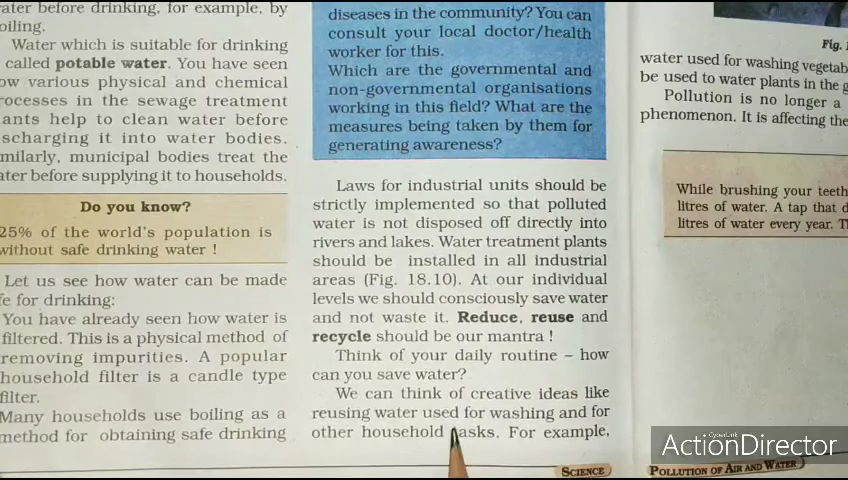 ater before drinking, for example, by
oiling.
Water which is suitable for drinking
called potable water. You have seen
ow various physical and chemical
rocesses in the sewage treatment
ants help to clean water before
scharging it into water bodies.
milarly, municipal bodies treat the
ater before supplying it to households.
Do you know?
25% of the world's population is
without safe drinking water !
Let us see how water can be made
fe for drinking:
You have already seen how water is
filtered. This is a physical method of
removing impurities. A popular
household filter is a candle type
filter.
Many households use boiling as a
method for obtaining safe drinking
diseases in the community? You can
consult your local doctor/health
worker for this.
Which are the governmental and
non-governmental organisations
working in this field? What are the
measures being taken by them for
generating awareness?
Laws for industrial units should be
strictly implemented so that polluted
water is not disposed off directly into
rivers and lakes. Water treatment plants
should be installed in all industrial
areas (Fig. 18.10). At our individual
levels we should consciously save water
and not waste it. Reduce, reuse and
recycle should be our mantra !
Think of your daily routine – how
can you save water?
We can think of creative ideas like
reusing water used for washing and for
other household tasks. For example,
SCIENCE
Fig.
water used for washing vegetab
be used to water plants in the g
Pollution is no longer a
phenomenon. It is affecting the
While brushing your teeth
litres of water. A tap that d
litres of water every year. Th
POLLUTION OF AIR AND WATER
CyberLink
ActionDirector